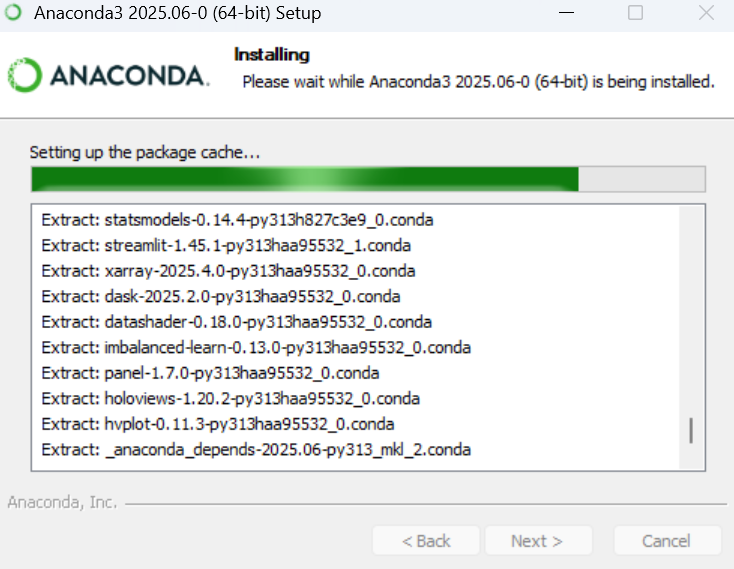 Anaconda3 2025.06-0 (64-bit) Setup
ANACONDA.
Installing
Please wait while Anaconda3 2025.06-0 (64-bit) is being installed.
Setting up the package cache...
Extract: statsmodels-0.14.4-py313h827c3e9_0.conda
Extract: streamlit-1.45.1-py313haa95532_1.conda
Extract: xarray-2025.4.0-py313haa95532_0.conda
Extract: dask-2025.2.0-py313haa95532_0.conda
Extract: datashader-0.18.0-py313haa95532_0.conda
Extract: imbalanced-learn-0.13.0-py313haa95532_0.conda
Extract: panel-1.7.0-py313haa95532_0.conda
Extract: holoviews-1.20.2-py313haa95532_0.conda
Extract: hvplot-0.11.3-py313haa95532_0.conda
Extract: _anaconda_depends-2025.06-py313_mkl_2.conda
Anaconda, Inc.
< Back Next > Cancel